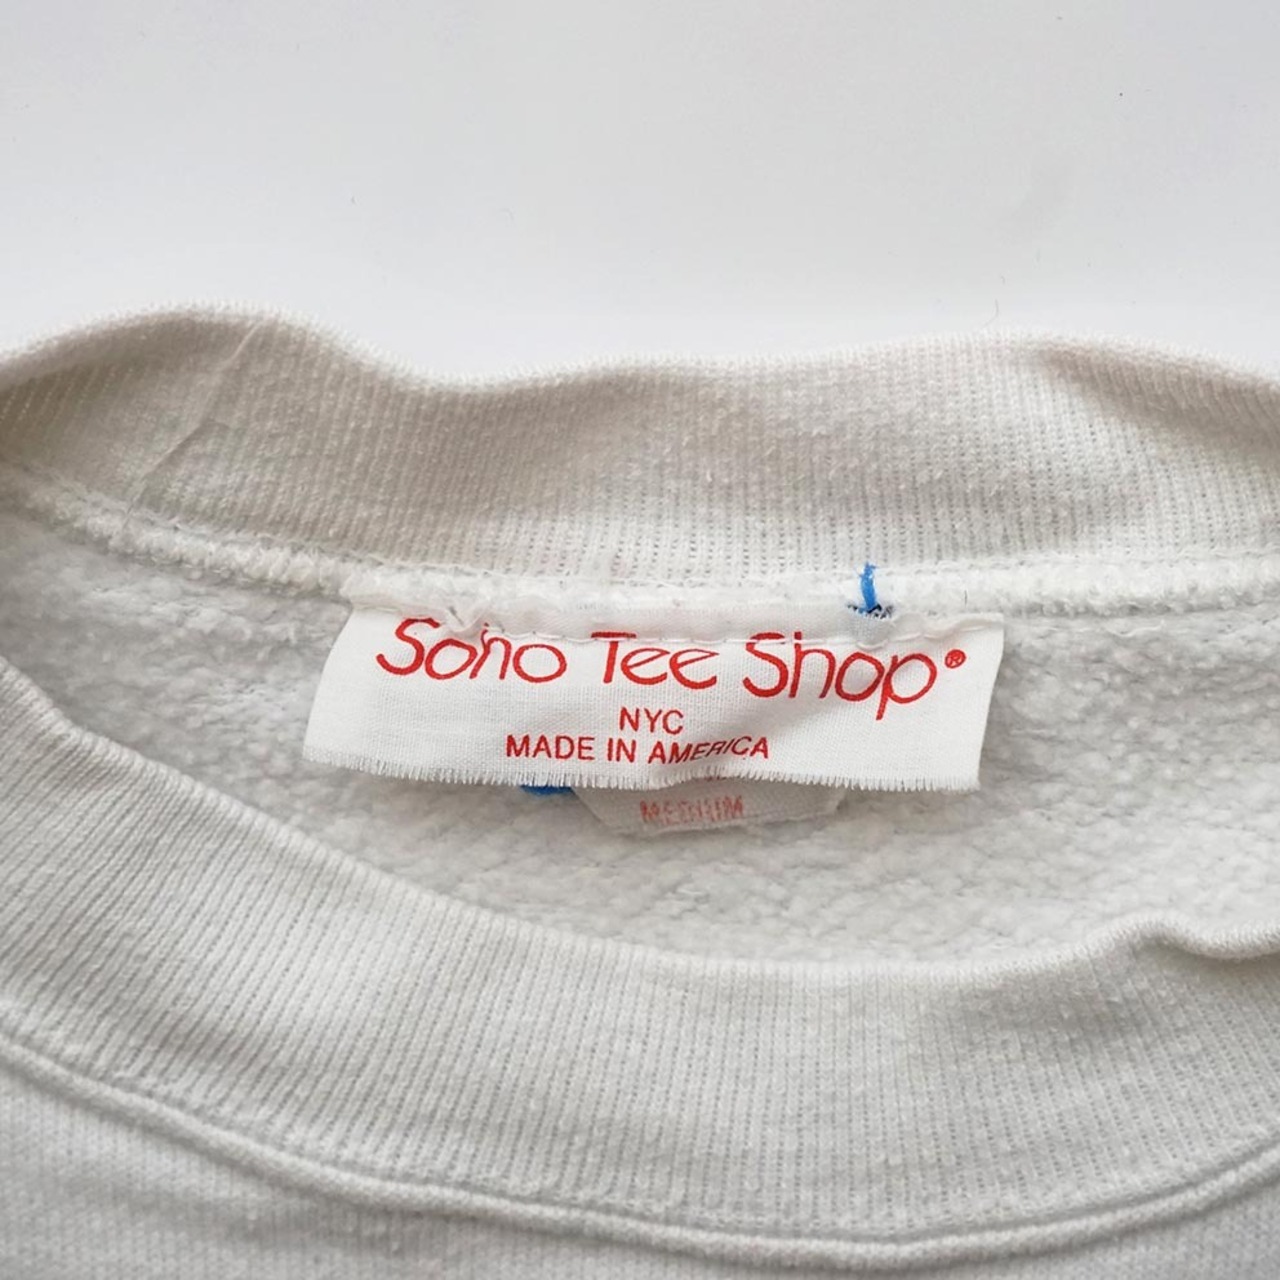 Soho Tee Shop®
NYC
MADE IN AMERICA
MEDIUM